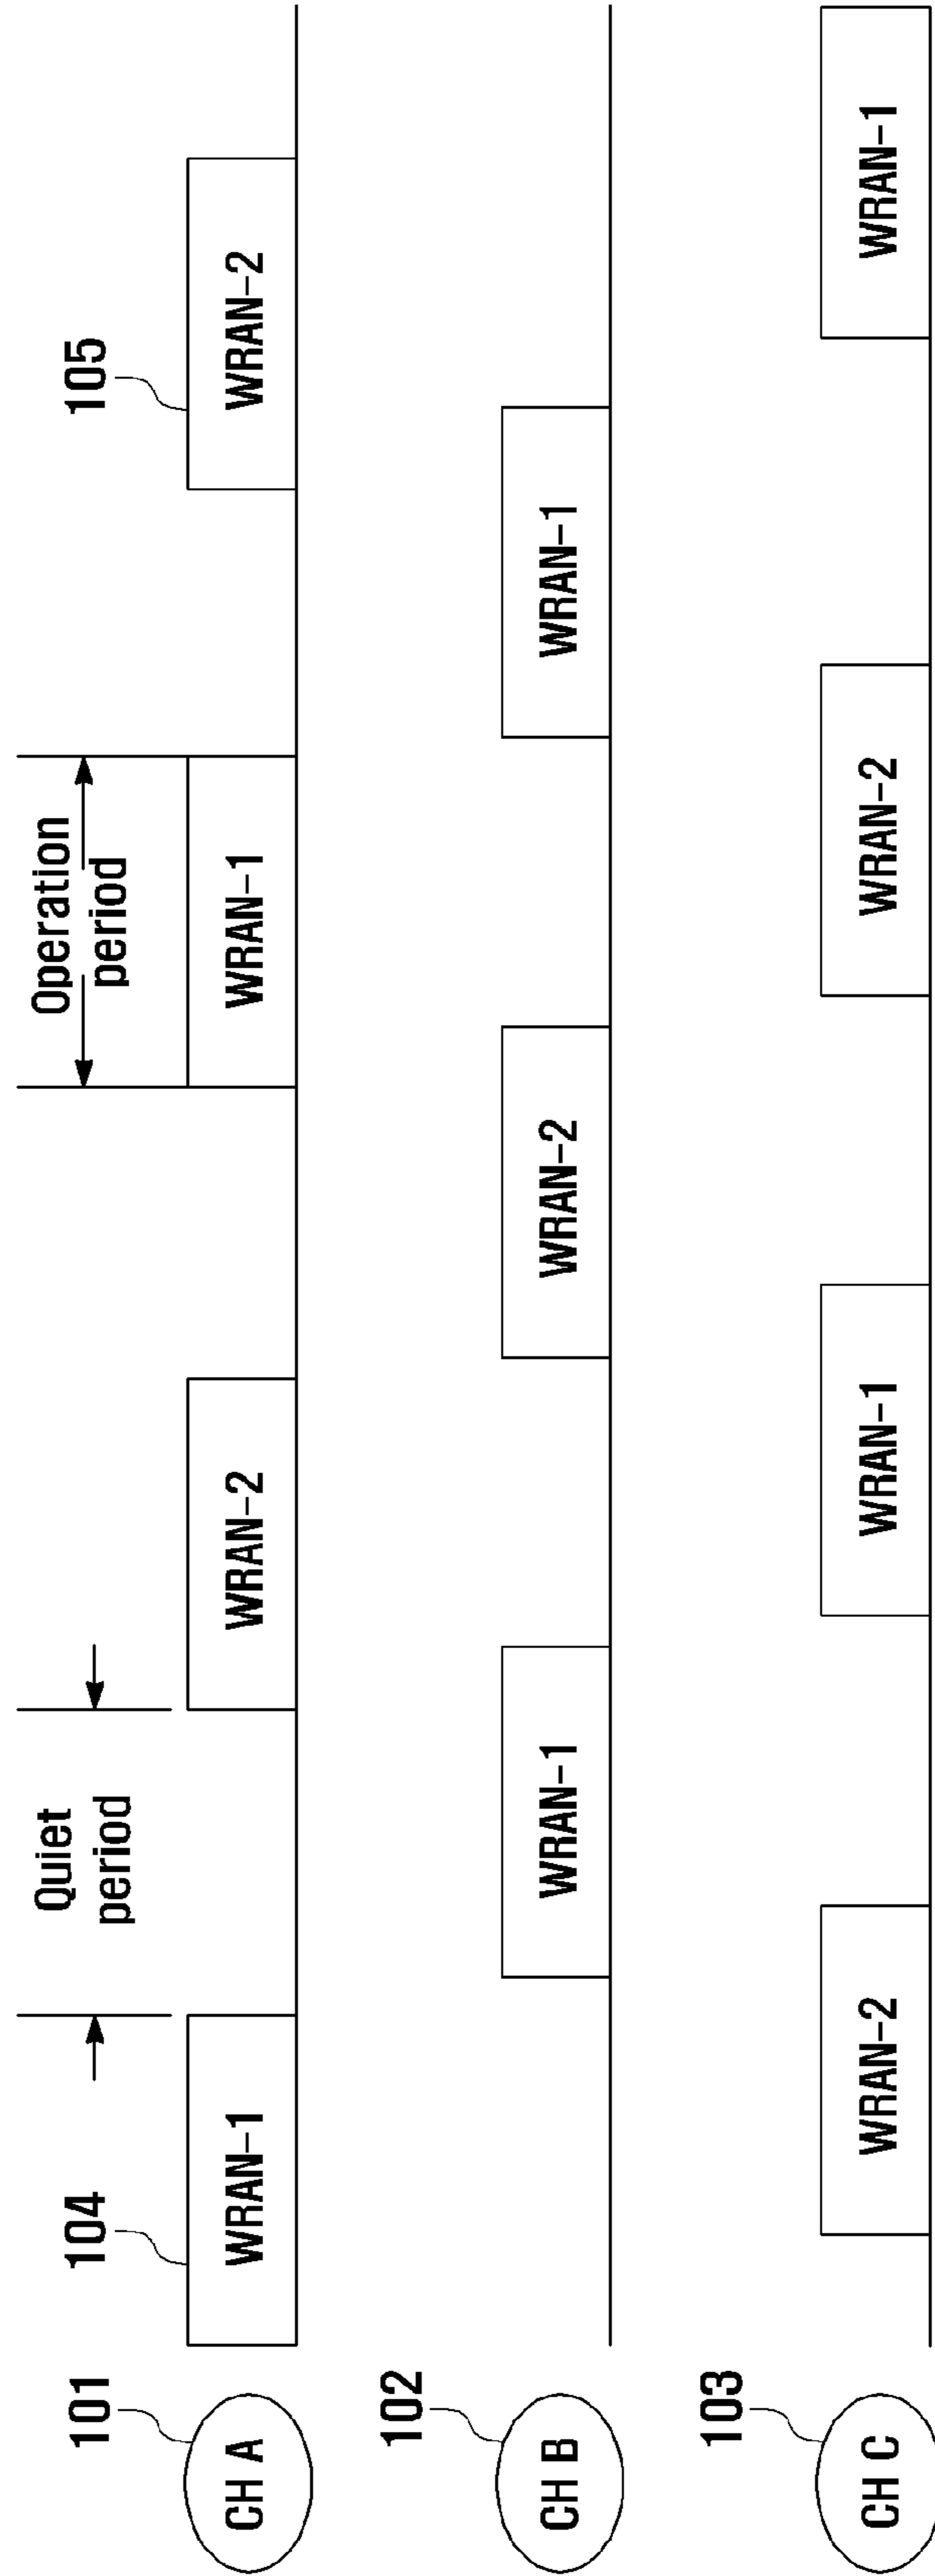 101
CH A
104
WRAN-1
Quiet
period
WRAN-2
Operation
period
WRAN-1
105
WRAN-2
102
CH B
WRAN-1
WRAN-2
WRAN-1
103
CH C
WRAN-2
WRAN-1
WRAN-2
WRAN-1